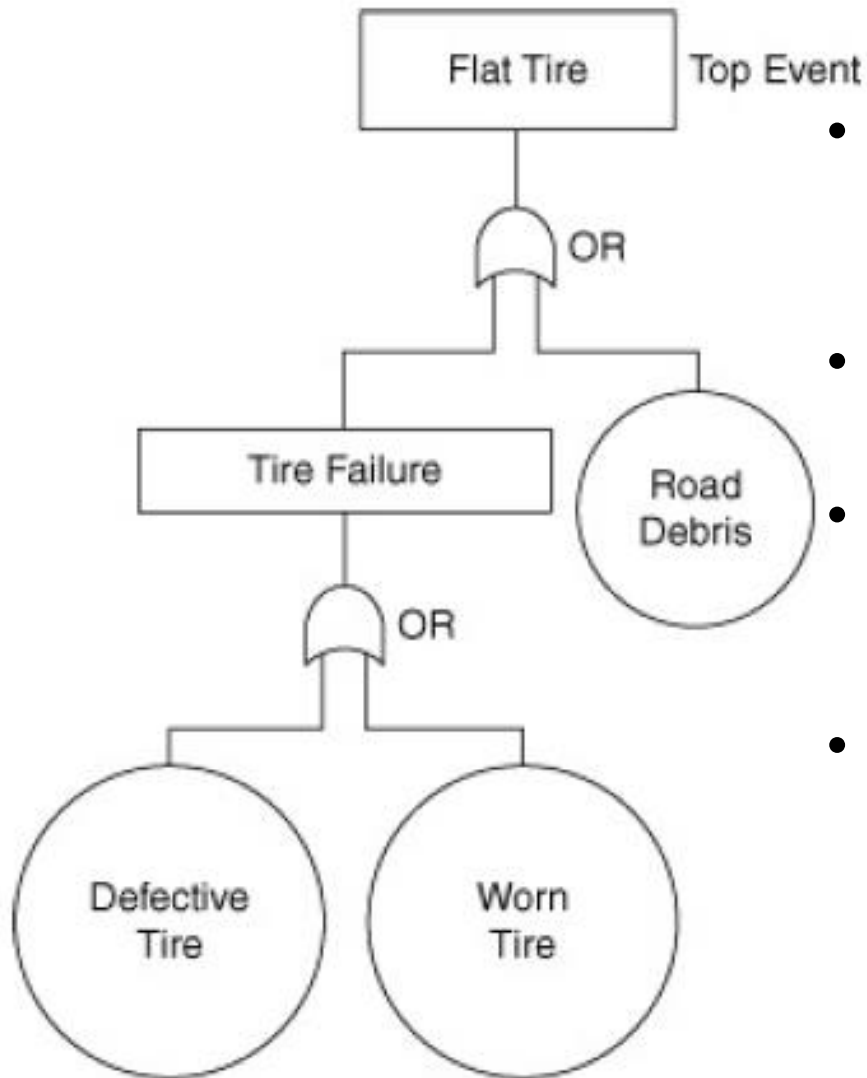 Flat Tire
Top Event
OR
Tire Failure
Road
Debris
OR
Defective
Tire
Worn
Tire